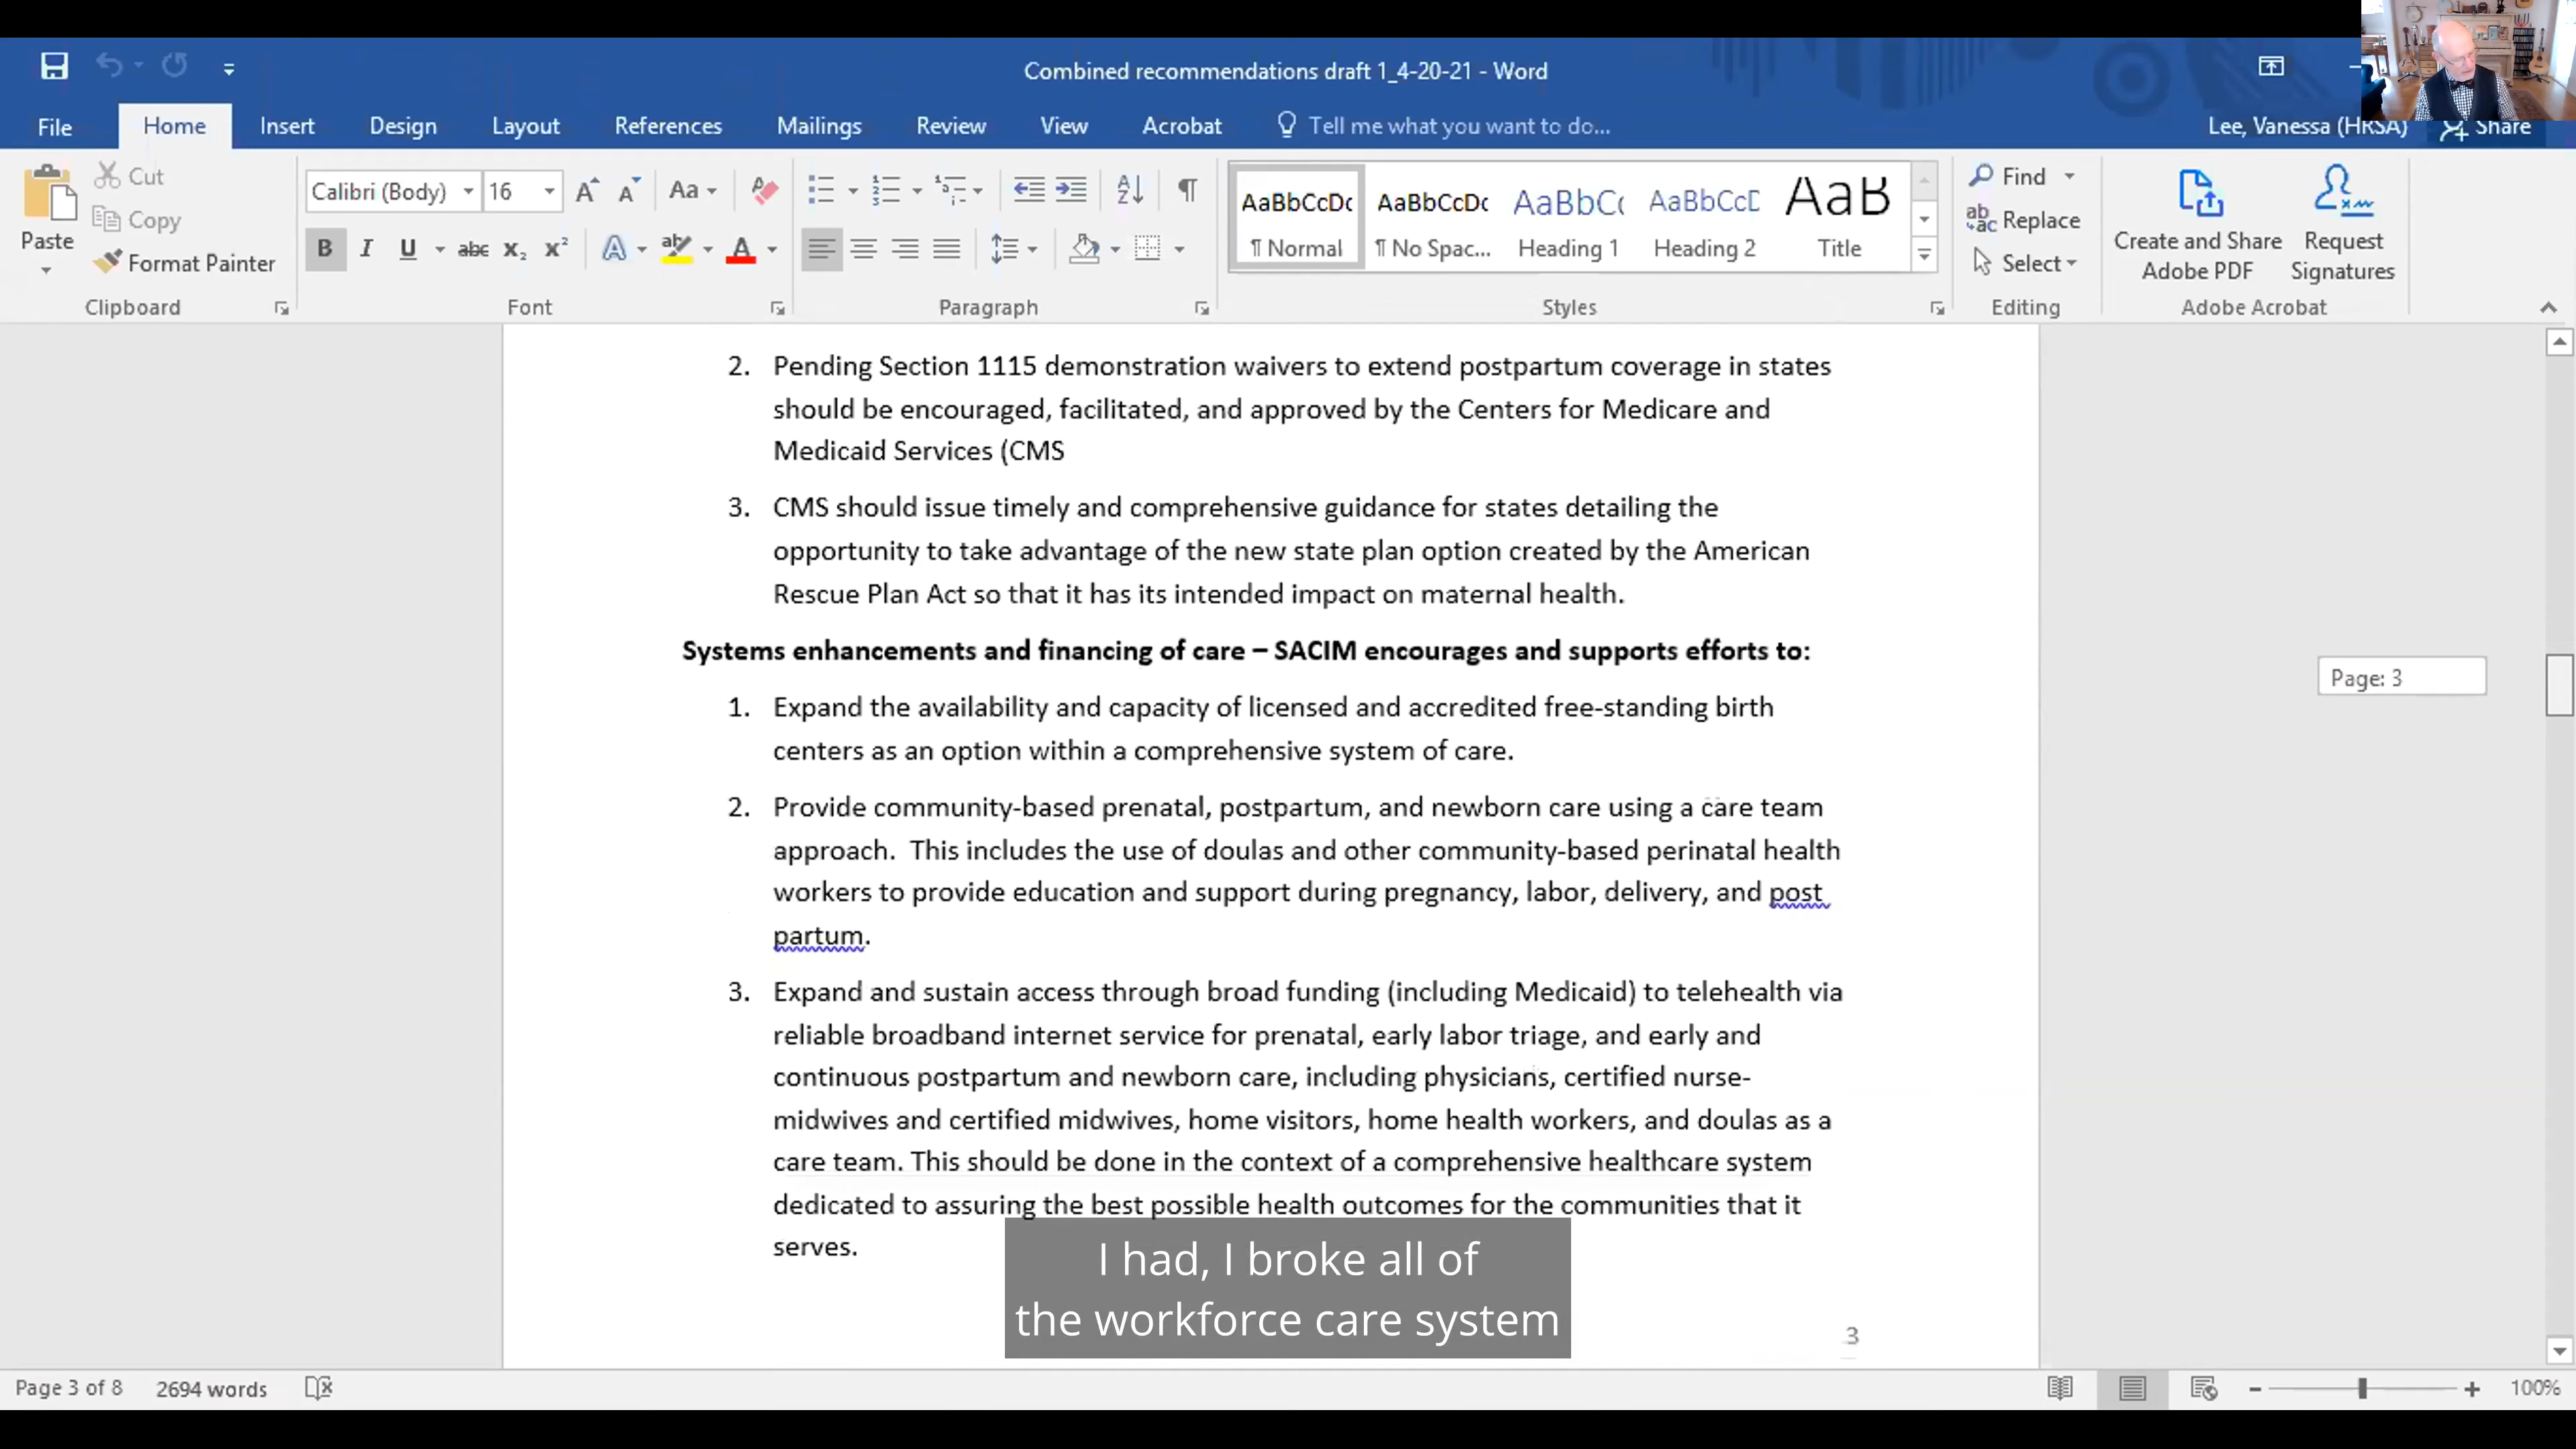 Combined recommendations draft 1_4-20-21 - Word
File Home Insert Design Layout References Mailings Review View Acrobat Tell me what you want to do... Lee, Vanessa (HRSA) Share
Cut
Copy
Paste
Format Painter
Clipboard
Calibri (Body) 16 Aa
B I U abc X₂ X² A ab A
Font
Paragraph
AaBbCcDc AaBbCcDc AaBbC AaBbCcD AaB
¶ Normal ¶ No Spac... Heading 1 Heading 2 Title
Styles
Find
Replace
Select
Editing
Create and Share Adobe PDF
Request Signatures
Adobe Acrobat
2. Pending Section 1115 demonstration waivers to extend postpartum coverage in states
should be encouraged, facilitated, and approved by the Centers for Medicare and
Medicaid Services (CMS
3. CMS should issue timely and comprehensive guidance for states detailing the
opportunity to take advantage of the new state plan option created by the American
Rescue Plan Act so that it has its intended impact on maternal health.
Systems enhancements and financing of care – SACIM encourages and supports efforts to:
Page: 3
1. Expand the availability and capacity of licensed and accredited free-standing birth
centers as an option within a comprehensive system of care.
2. Provide community-based prenatal, postpartum, and newborn care using a care team
approach.  This includes the use of doulas and other community-based perinatal health
workers to provide education and support during pregnancy, labor, delivery, and post
partum.
3. Expand and sustain access through broad funding (including Medicaid) to telehealth via
reliable broadband internet service for prenatal, early labor triage, and early and
continuous postpartum and newborn care, including physicians, certified nurse-
midwives and certified midwives, home visitors, home health workers, and doulas as a
care team. This should be done in the context of a comprehensive healthcare system
dedicated to assuring the best possible health outcomes for the communities that it
serves.
I had, I broke all of
the workforce care system
3
Page 3 of 8 2694 words 100%